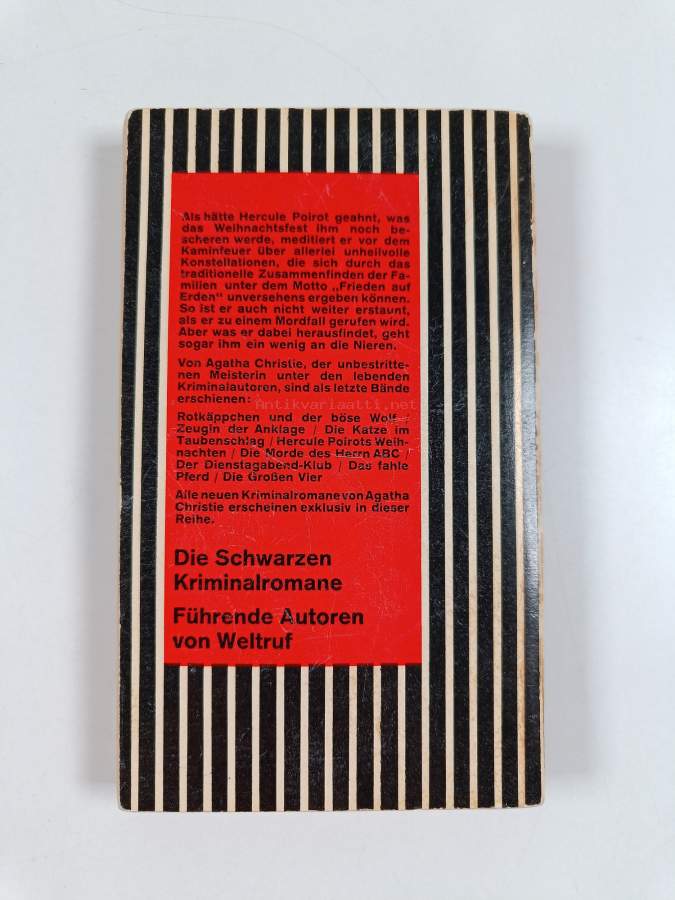 Als hätte Hercule Poirot geahnt, was
das Weihnachtsfest ihm noch be-
scheren werde, meditiert er vor dem
Kaminfeuer über allerlei unheilvolle
Konstellationen, die sich durch das
traditionelle Zusammenfinden der Fa-
milien unter dem Motto „Frieden auf
Erden“ unversehens ergeben können.
So ist er auch nicht weiter erstaunt,
als er zu einem Mordfall gerufen wird.
Aber was er dabei herausfindet, geht
sogar ihm ein wenig an die Nieren.
Von Agatha Christie, der unbestritte-
nen Meisterin unter den lebenden
Kriminalautoren, sind als letzte Bände
erschienen:
Antikvariaatti.net
Rotkäppchen und der böse Wolf /
Zeugin der Anklage / Die Katze im
Taubenschlag / Hercule Poirots Weih-
nachten / Die Morde des Herrn ABC /
Der Dienstagabend-Klub / Das fahle
Pferd / Die Großen Vier
Alle neuen Kriminalromane von Agatha
Christie erscheinen exklusiv in dieser
Reihe.
Die Schwarzen
Kriminalromane
Führende Autoren
von Weltruf